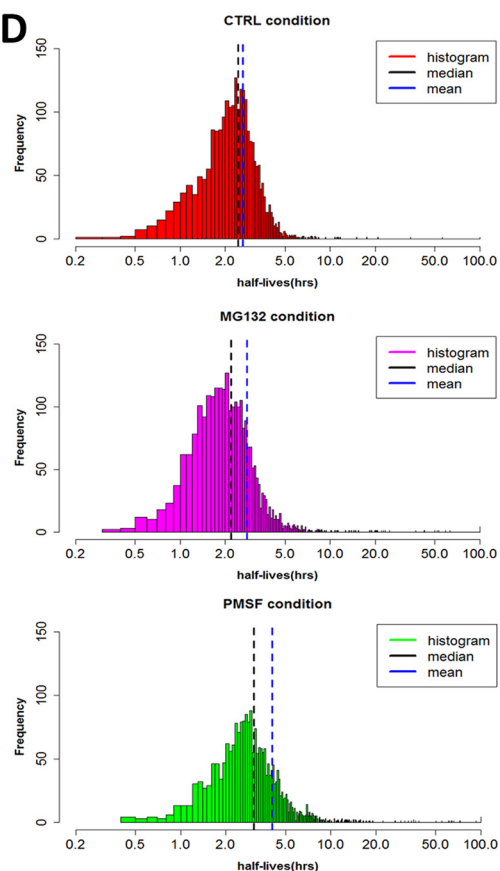 D
CTRL condition
histogram
median
mean
Frequency
150
100
50
0
0.2 0.5 1.0 2.0 5.0 10.0 20.0 50.0 100.0
half-lives(hrs)
MG132 condition
histogram
median
mean
Frequency
150
100
50
0
0.2 0.5 1.0 2.0 5.0 10.0 20.0 50.0 100.0
half-lives(hrs)
PMSF condition
histogram
median
mean
Frequency
150
100
50
0
0.2 0.5 1.0 2.0 5.0 10.0 20.0 50.0 100.0
half-lives(hrs)